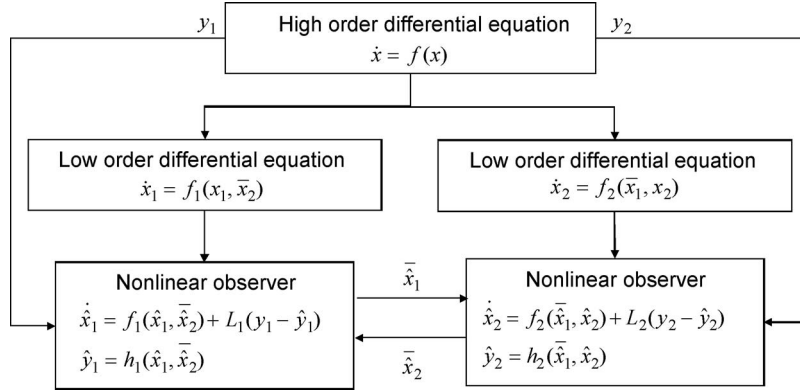 y₁
High order differential equation
y₂
ẋ = f(x)
Low order differential equation
ẋ₁ = f₁(x₁, x̄₂)
Low order differential equation
ẋ₂ = f₂(x̄₁, x₂)
Nonlinear observer
x̂̇₁ = f₁(x̂₁, x̂̄₂) + L₁(y₁ − ŷ₁)
ŷ₁ = h₁(x̂₁, x̂̄₂)
x̂̄₁
x̂̄₂
Nonlinear observer
x̂̇₂ = f₂(x̂̄₁, x̂₂) + L₂(y₂ − ŷ₂)
ŷ₂ = h₂(x̂̄₁, x̂₂)